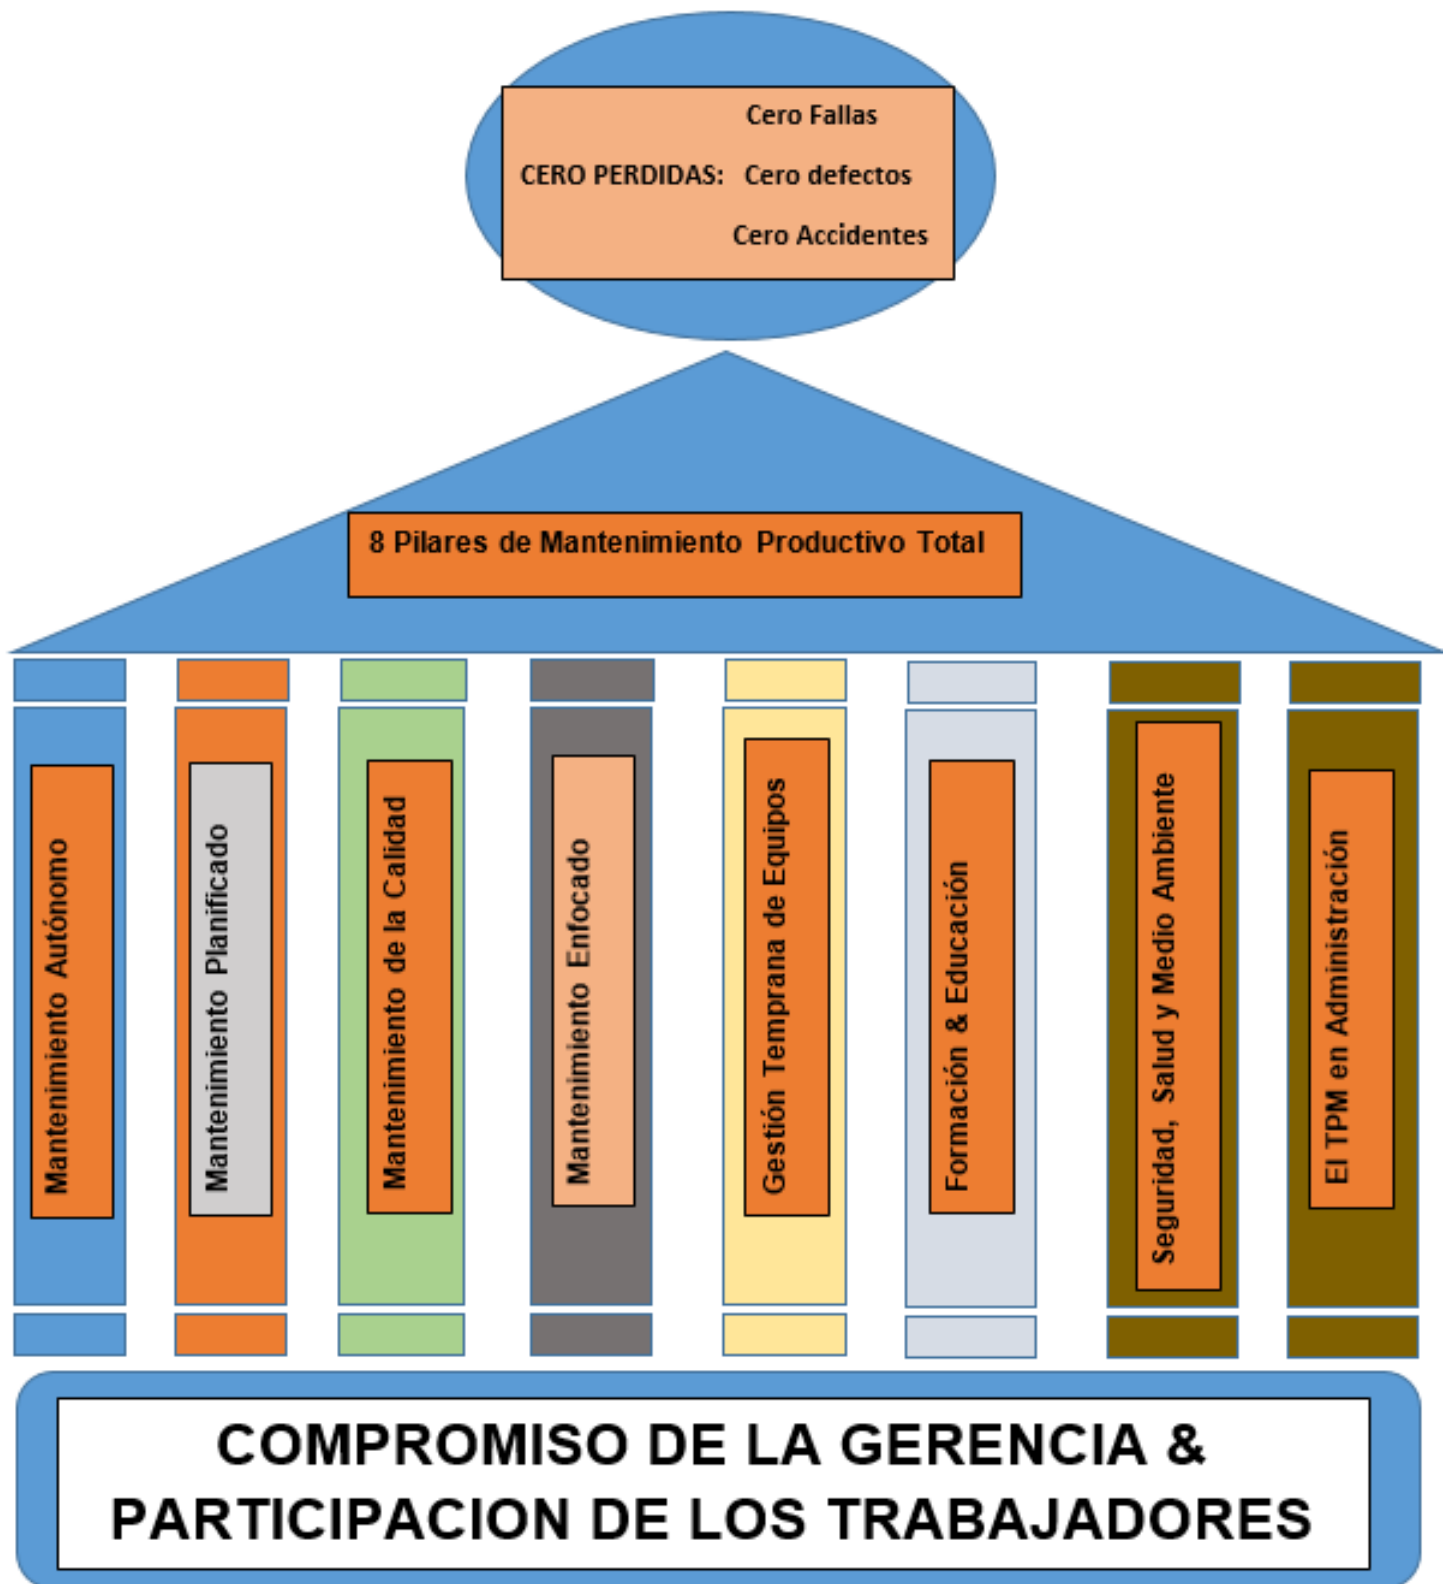 Cero Fallas
CERO PERDIDAS: Cero defectos
Cero Accidentes
8 Pilares de Mantenimiento Productivo Total
Mantenimiento Autónomo
Mantenimiento Planificado
Mantenimiento de la Calidad
Mantenimiento Enfocado
Gestión Temprana de Equipos
Formación & Educación
Seguridad, Salud y Medio Ambiente
El TPM en Administración
COMPROMISO DE LA GERENCIA &
PARTICIPACION DE LOS TRABAJADORES